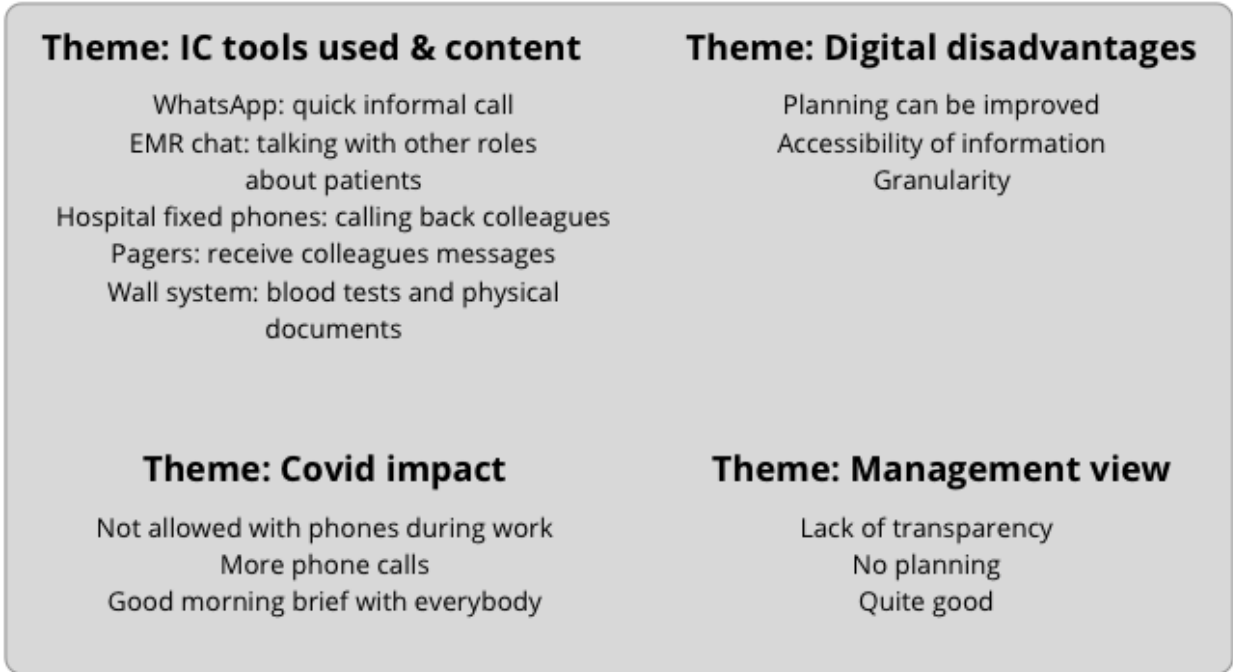 Theme: IC tools used & content
WhatsApp: quick informal call
EMR chat: talking with other roles
about patients
Hospital fixed phones: calling back colleagues
Pagers: receive colleagues messages
Wall system: blood tests and physical
documents
Theme: Digital disadvantages
Planning can be improved
Accessibility of information
Granularity
Theme: Covid impact
Not allowed with phones during work
More phone calls
Good morning brief with everybody
Theme: Management view
Lack of transparency
No planning
Quite good